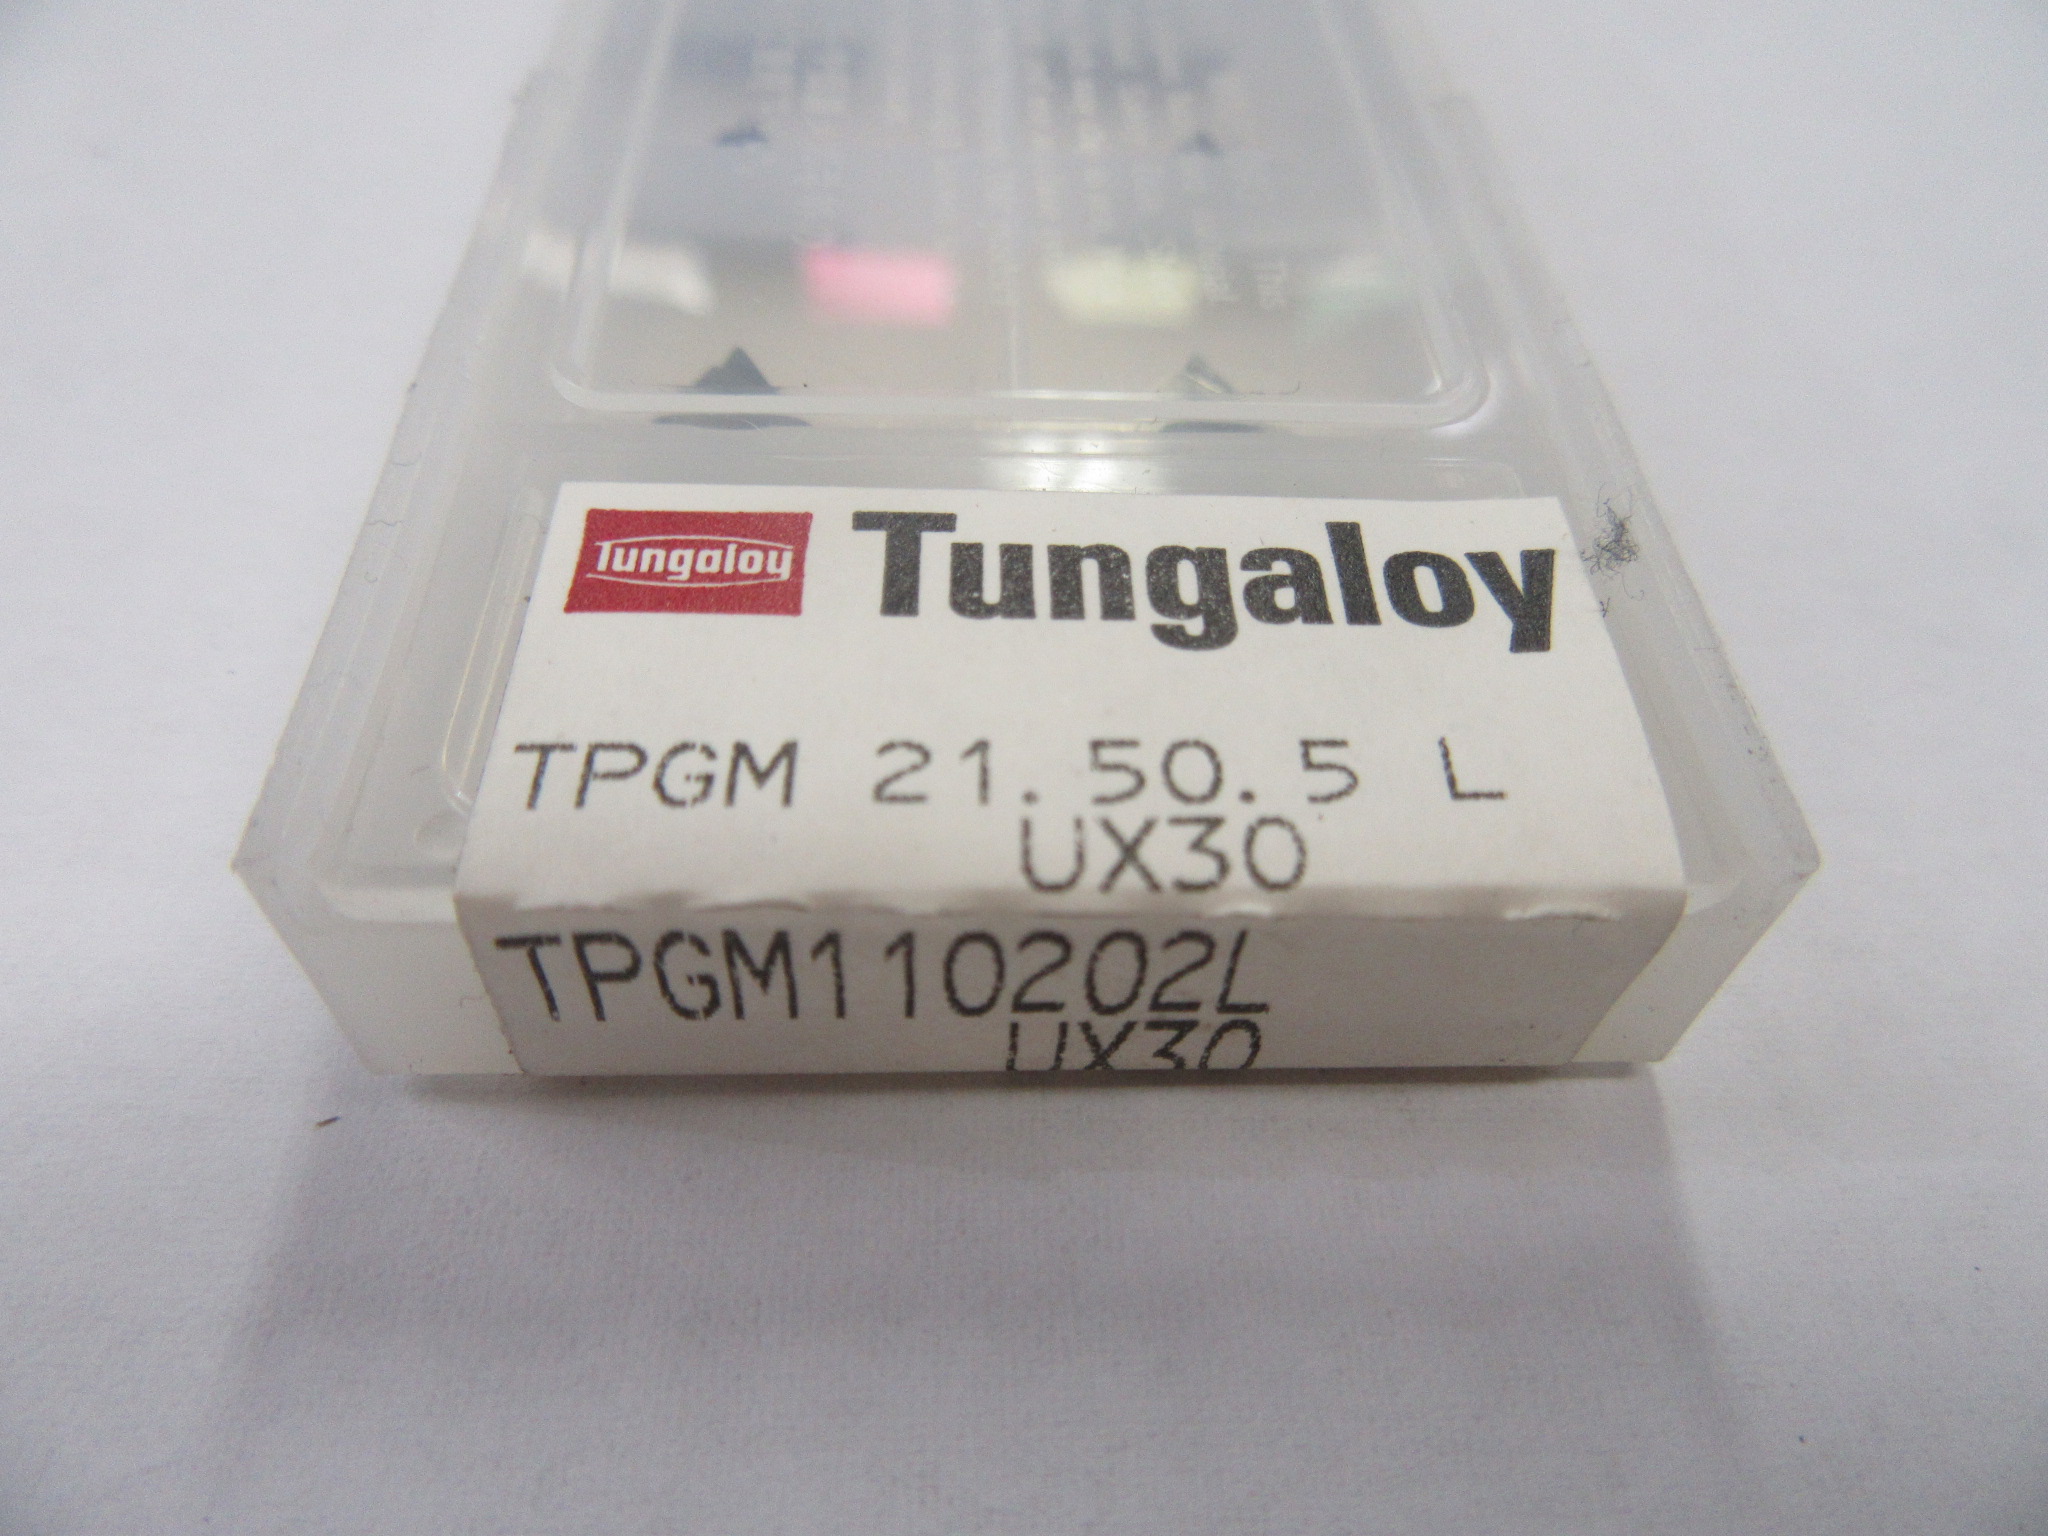 Tungaloy Tungaloy
TPGM 21.50.5 L
UX30
TPGM110202L
UX30